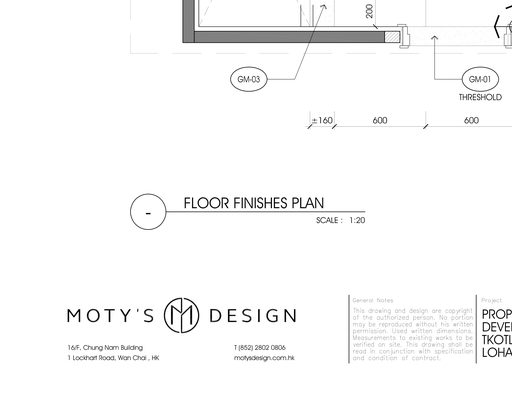 200
GM-03
GM-01
THRESHOLD
±160
600
600
-
FLOOR FINISHES PLAN
SCALE : 1:20
MOTY'S DESIGN
16/F, Chung Nam Building
1 Lockhart Road, Wan Chai , HK
T.(852) 2802 0806
motysdesign.com.hk
General Notes
This drawing and design are copyright
of the authorized person. No portion
may be reproduced without his written
permission. Used written dimensions.
Measurements to existing works to be
verified on site. This drawing shall be
read in conjunction with specification
and condition of contract.
Project
PROP
DEVEL
TKOTL
LOHA